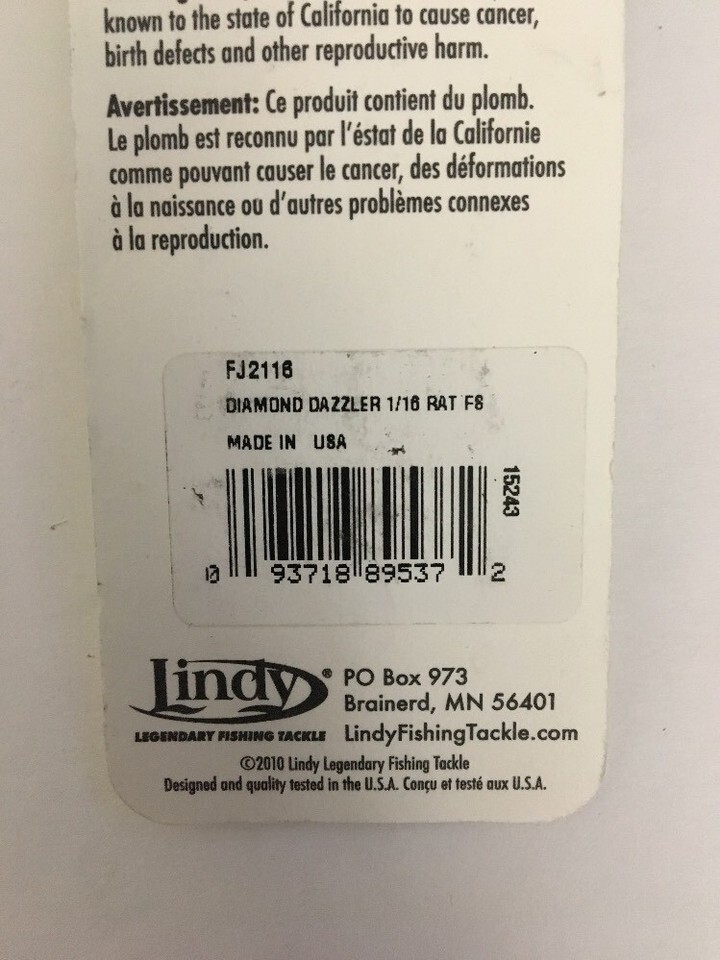 known to the state of California to cause cancer,
birth defects and other reproductive harm.
Avertissement: Ce produit contient du plomb.
Le plomb est reconnu par l'éstat de la Californie
comme pouvant causer le cancer, des déformations
à la naissance ou d'autres problèmes connexes
à la reproduction.
FJ2116
DIAMOND DAZZLER 1/16 RAT FS
MADE IN USA
15243
0 93718 89537 2
Lindy®
LEGENDARY FISHING TACKLE
PO Box 973
Brainerd, MN 56401
LindyFishingTackle.com
©2010 Lindy Legendary Fishing Tackle
Designed and quality tested in the U.S.A. Conçu et testé aux U.S.A.